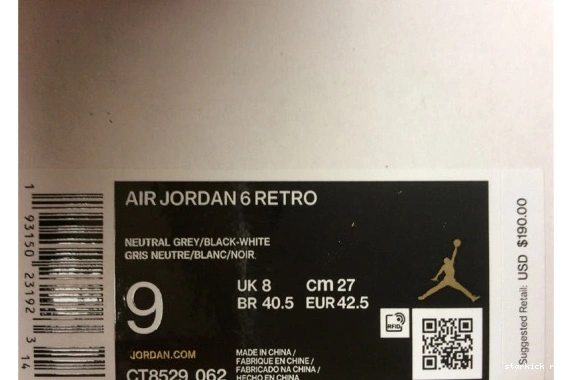 AIR JORDAN 6 RETRO
NEUTRAL GREY/BLACK-WHITE
GRIS NEUTRE/BLANC/NOIR
9
UK 8 CM 27
BR 40.5 EUR 42.5
RFID
JORDAN.COM
CT8529 062
MADE IN CHINA /
FABRIQUE EN CHINE /
FABRICADO NA CHINA /
HECHO EN CHINA
1 93150 23192 3 14
Suggested Retail: USD $190.00
starkick